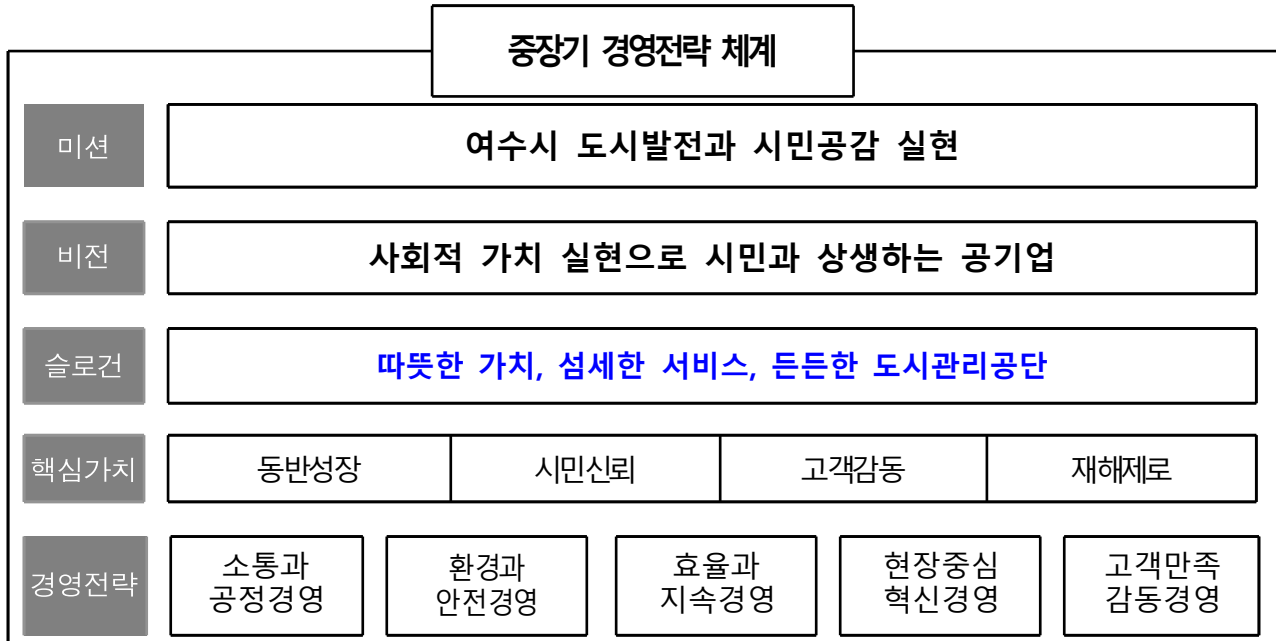 중장기 경영전략 체계
미션
여수시 도시발전과 시민공감 실현
비전
사회적 가치 실현으로 시민과 상생하는 공기업
슬로건
따뜻한 가치, 섬세한 서비스, 든든한 도시관리공단
핵심가치
동반성장
시민신뢰
고객감동
재해제로
경영전략
소통과
공정경영
환경과
안전경영
효율과
지속경영
현장중심
혁신경영
고객만족
감동경영